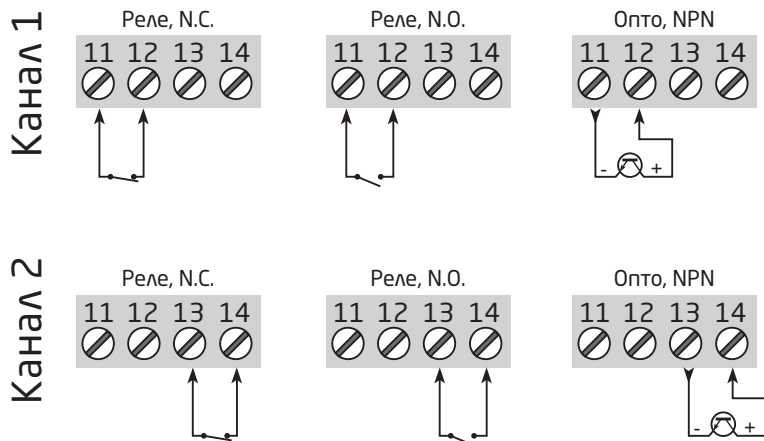 Канал 1
Реле, N.C.
11 12 13 14
Реле, N.O.
11 12 13 14
Опто, NPN
11 12 13 14
- +
Канал 2
Реле, N.C.
11 12 13 14
Реле, N.O.
11 12 13 14
Опто, NPN
11 12 13 14
- +